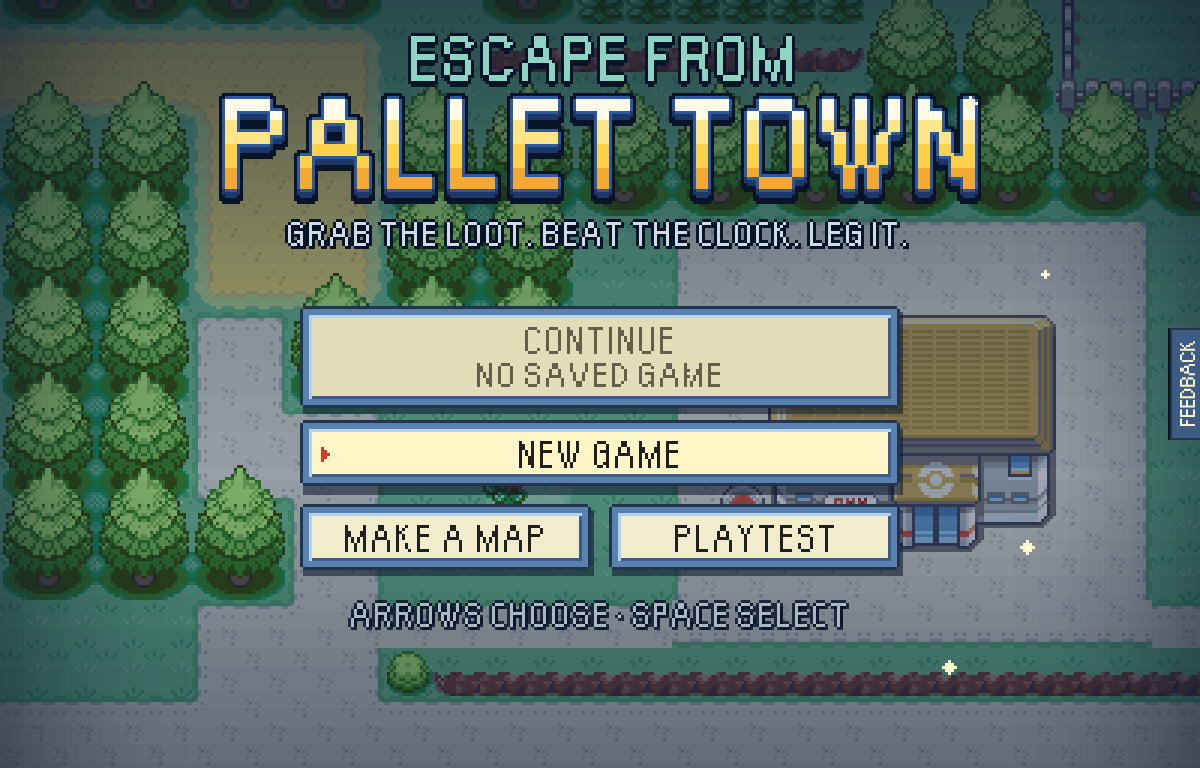 ESCAPE FROM
PALLET TOWN
GRAB THE LOOT. BEAT THE CLOCK. LEG IT.
CONTINUE
NO SAVED GAME
NEW GAME
MAKE A MAP
PLAYTEST
ARROWS CHOOSE · SPACE SELECT
FEEDBACK